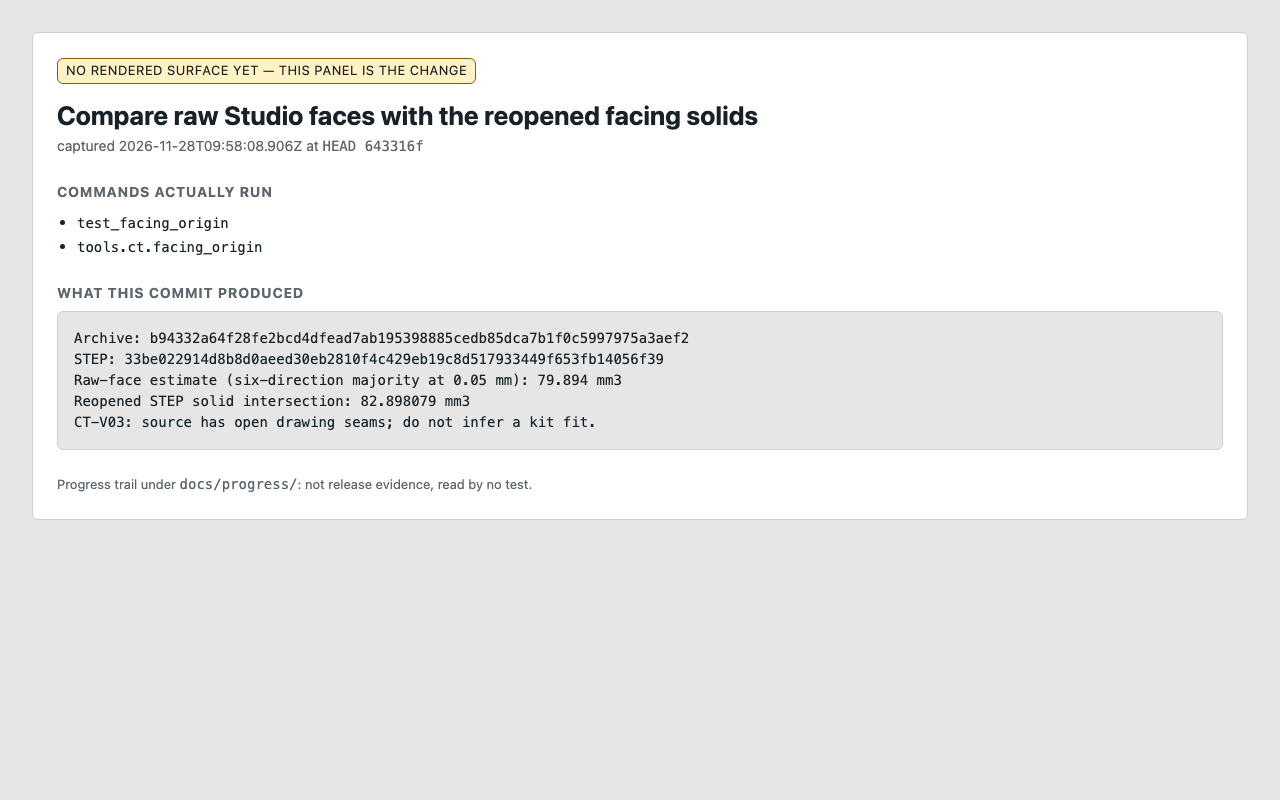 NO RENDERED SURFACE YET — THIS PANEL IS THE CHANGE
Compare raw Studio faces with the reopened facing solids
captured 2026-11-28T09:58:08.906Z at HEAD 643316f
COMMANDS ACTUALLY RUN
• test_facing_origin
• tools.ct.facing_origin
WHAT THIS COMMIT PRODUCED
Archive: b94332a64f28fe2bcd4dfead7ab195398885cedb85dca7b1f0c5997975a3aef2
STEP: 33be022914d8b8d0aeed30eb2810f4c429eb19c8d517933449f653fb14056f39
Raw-face estimate (six-direction majority at 0.05 mm): 79.894 mm3
Reopened STEP solid intersection: 82.898079 mm3
CT-V03: source has open drawing seams; do not infer a kit fit.
Progress trail under docs/progress/: not release evidence, read by no test.